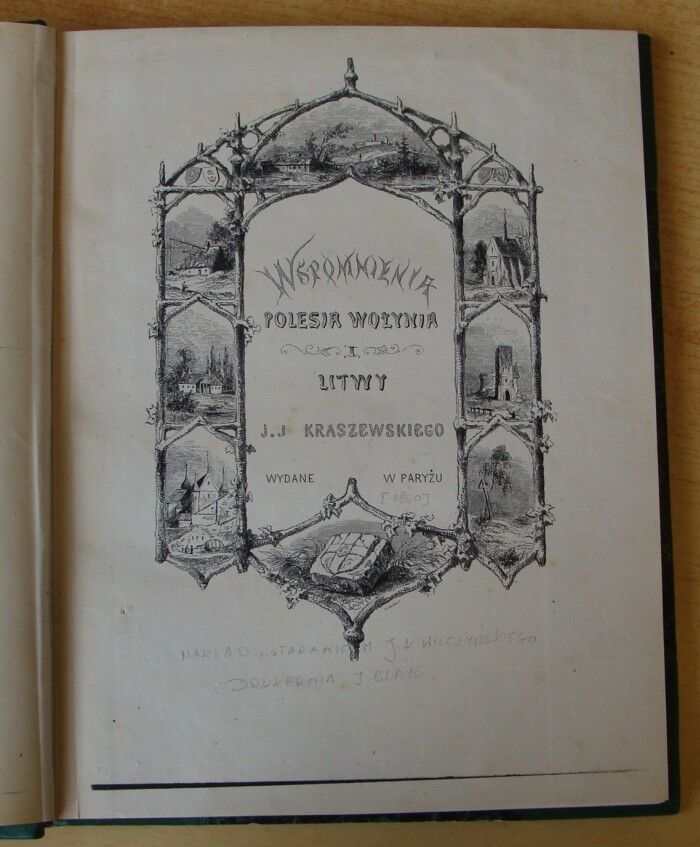 WSPOMNIENIA
POLESIA WOŁYNIA
I
LITWY
J.J KRASZEWSKIEGO
WYDANE W PARYŻU
[1860]
NAKŁAD, STARANIEM J K WILCZYŃSKIEGO
DRUKARNIA J. CLAYE